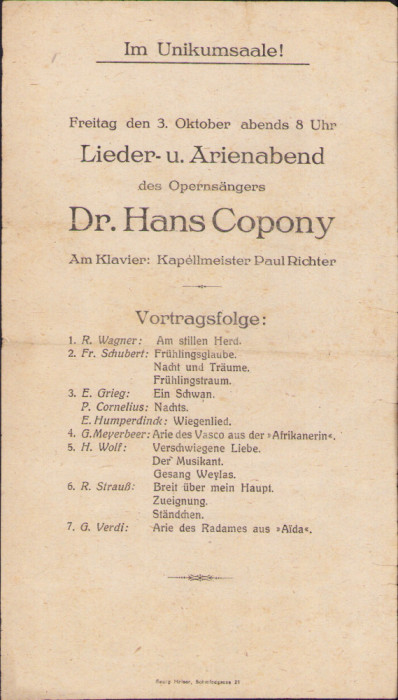 Im Unikumsaale!
Freitag den 3. Oktober abends 8 Uhr
Lieder- u. Arienabend
des Opernsängers
Dr. Hans Copony
Am Klavier: Kapellmeister Paul Richter
Vortragsfolge:
1. R. Wagner: Am stillen Herd.
2. Fr. Schubert: Frühlingsglaube.
Nacht und Träume.
Frühlingstraum.
3. E. Grieg: Ein Schwan.
P. Cornelius: Nachts.
E. Humperdinck: Wiegenlied.
4. G. Meyerbeer: Arie des Vasco aus der »Afrikanerin«.
5. H. Wolf: Verschwiegene Liebe.
Der Musikant.
Gesang Weylas.
6. R. Strauß: Breit über mein Haupt.
Zueignung.
Ständchen.
7. G. Verdi: Arie des Radames aus »Aïda«.